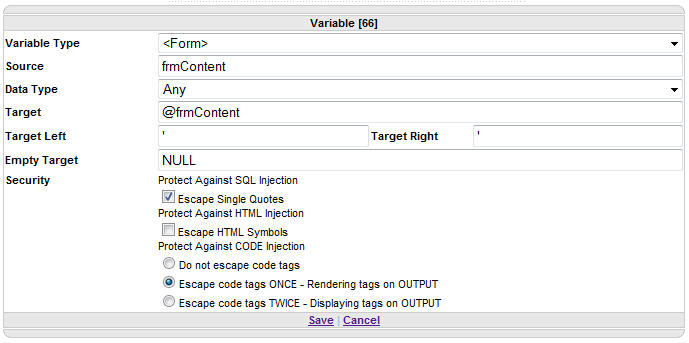 Variable [66]
Variable Type <Form>
Source frmContent
Data Type Any
Target @frmContent
Target Left ' Target Right '
Empty Target NULL
Security Protect Against SQL Injection
Escape Single Quotes
Protect Against HTML Injection
Escape HTML Symbols
Protect Against CODE Injection
Do not escape code tags
Escape code tags ONCE - Rendering tags on OUTPUT
Escape code tags TWICE - Displaying tags on OUTPUT
Save | Cancel